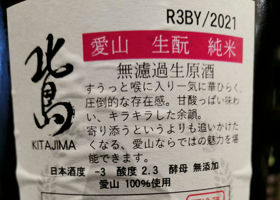 R3BY/2021
愛山 生酛 純米
北島
KITAJIMA
無濾過生原酒
すうっと喉に入り一気に華ひらく、
圧倒的な存在感。甘酸っぱい味わ
い、キラキラした余韻。
寄り添うというよりも追いかけた
くなる、愛山ならではの魅力を堪
能できます。
日本酒度 -3 酸度 2.3 酵母 無添加
愛山 100%使用